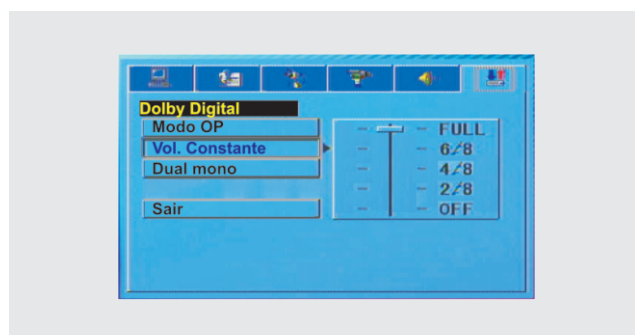 Dolby Digital
Modo OP
Vol. Constante
Dual mono
Sair
FULL
6/8
4/8
2/8
OFF